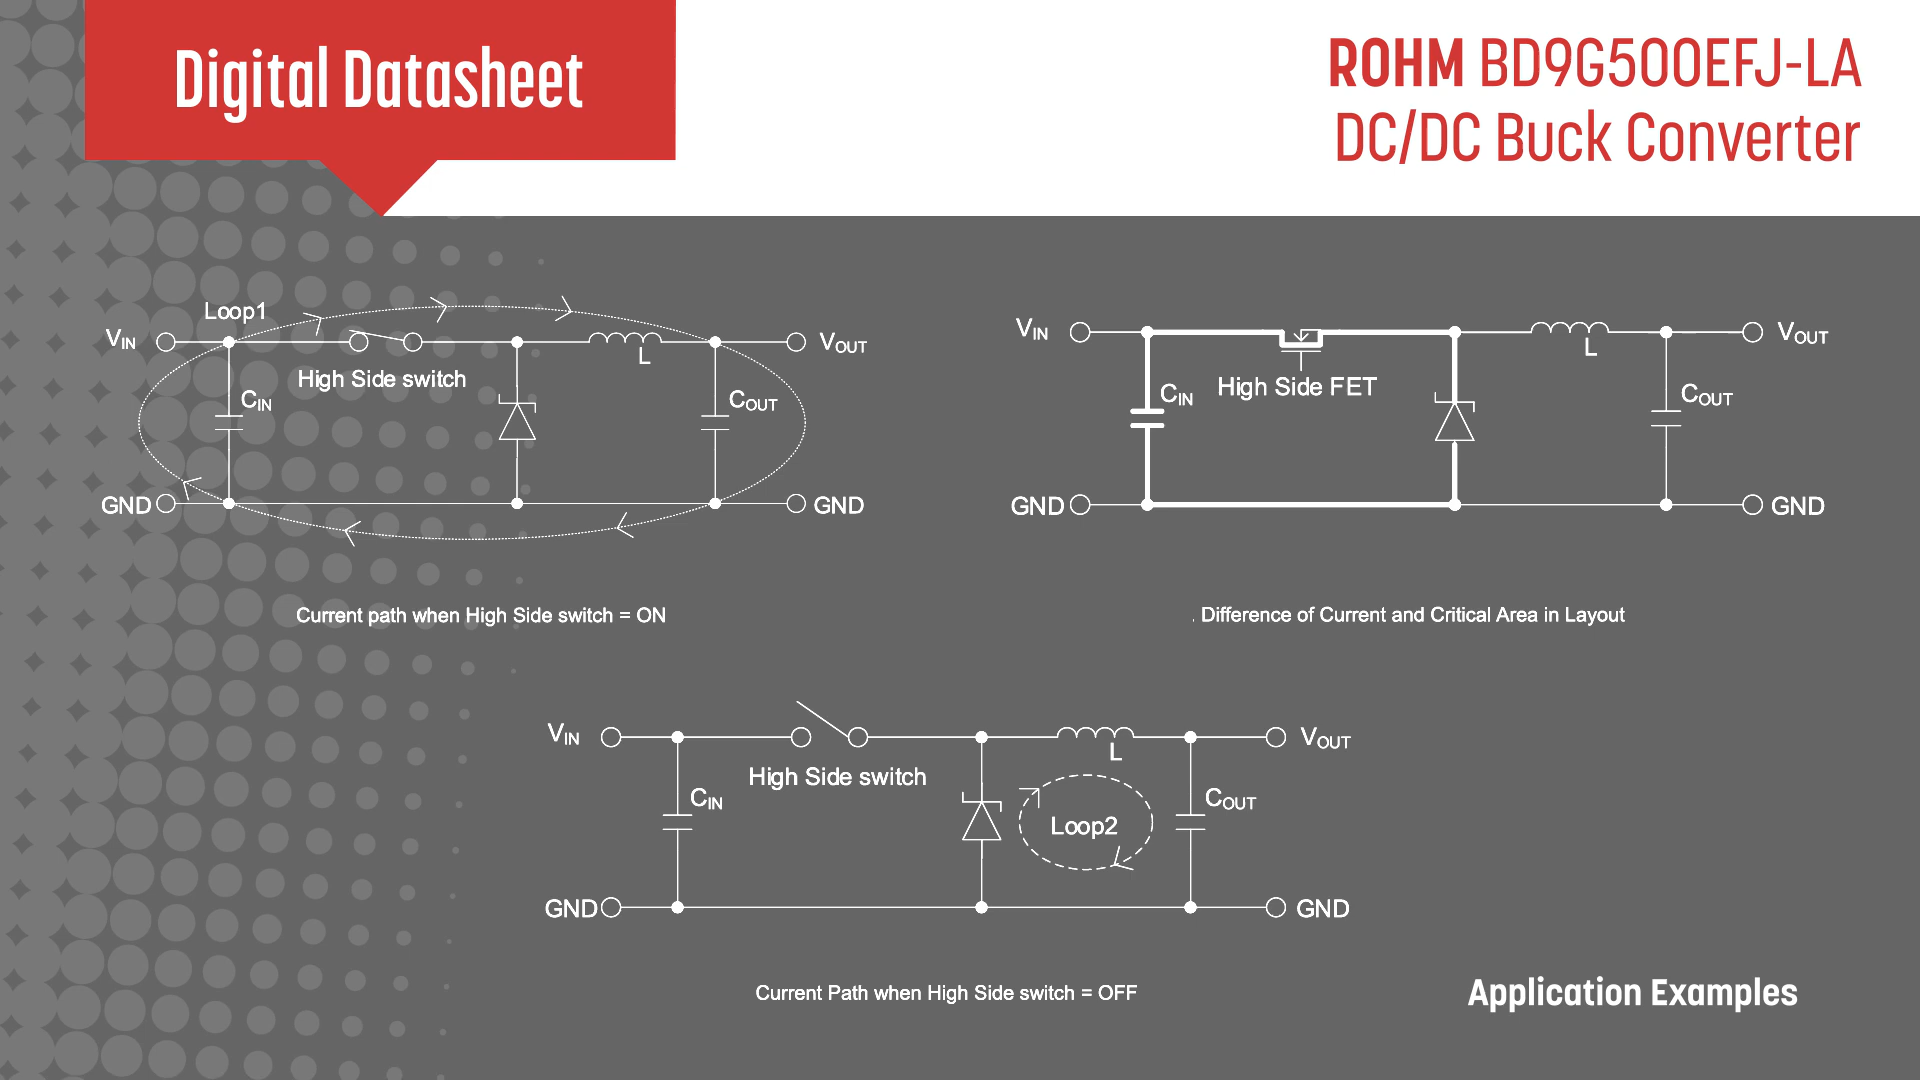 Digital Datasheet
ROHM BD9G500EFJ-LA
DC/DC Buck Converter
Loop1
VIN
VOUT
L
High Side switch
CIN
COUT
GND
GND
Current path when High Side switch = ON
VIN
VOUT
L
High Side FET
CIN
COUT
GND
GND
. Difference of Current and Critical Area in Layout
VIN
VOUT
L
High Side switch
CIN
COUT
Loop2
GND
GND
Current Path when High Side switch = OFF
Application Examples